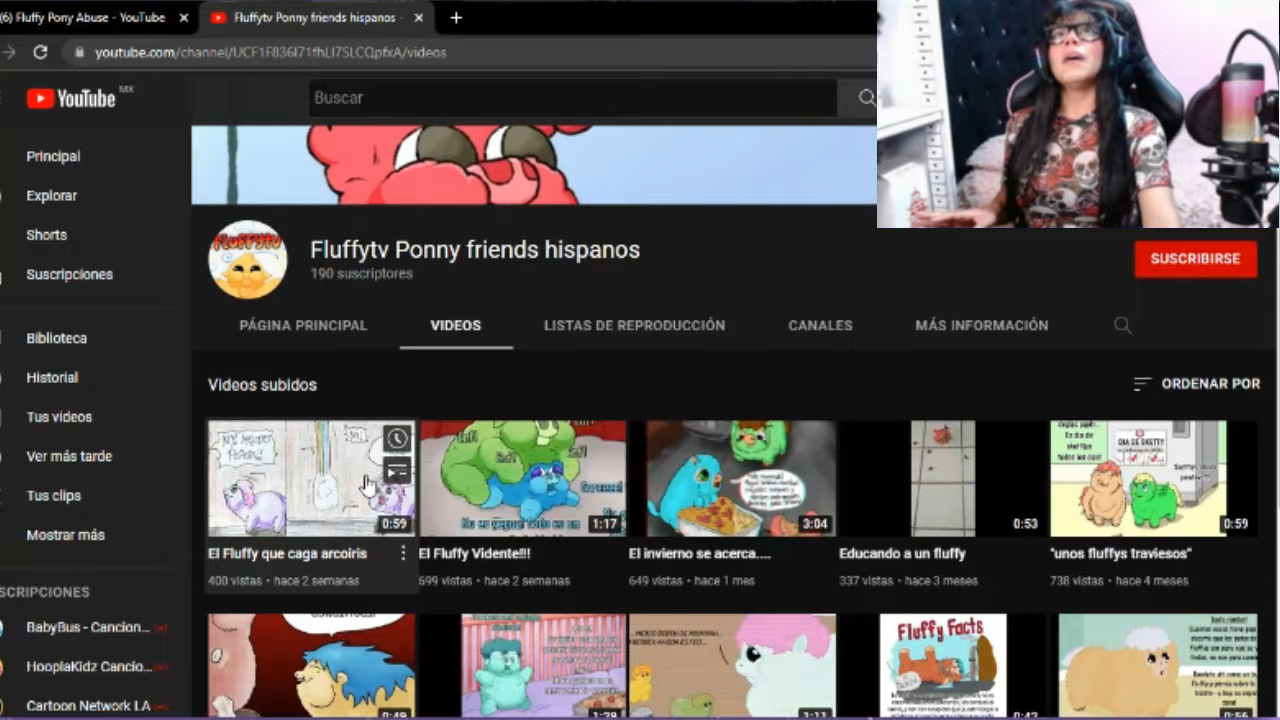 (6) Fluffy Pony Abuse - YouTube
Fluffytv Ponny friends hispanos
youtube.com/channel/UCF1F836I71fhLI7SLCQpfxA/videos
YouTube MX
Buscar
Principal
Explorar
Shorts
Suscripciones
Biblioteca
Historial
Tus videos
Ver más tarde
Tus clips
Mostrar más
SCRIPCIONES
BabyBus - Cancion...
HooplaKidz Cancio...
Cartoon Network LA
FLUFFYTV
Fluffytv Ponny friends hispanos
190 suscriptores
SUSCRIBIRSE
PÁGINA PRINCIPAL
VIDEOS
LISTAS DE REPRODUCCIÓN
CANALES
MÁS INFORMACIÓN
Videos subidos
ORDENAR POR
0:59
1:17
3:04
0:53
DIA DE SKETTY
0:59
El Fluffy que caga arcoiris
El Fluffy Vidente!!!
El invierno se acerca....
Educando a un fluffy
"unos fluffys traviesos"
400 vistas • hace 2 semanas
699 vistas • hace 2 semanas
649 vistas • hace 1 mes
337 vistas • hace 3 meses
738 vistas • hace 4 meses
Fluffy Facts